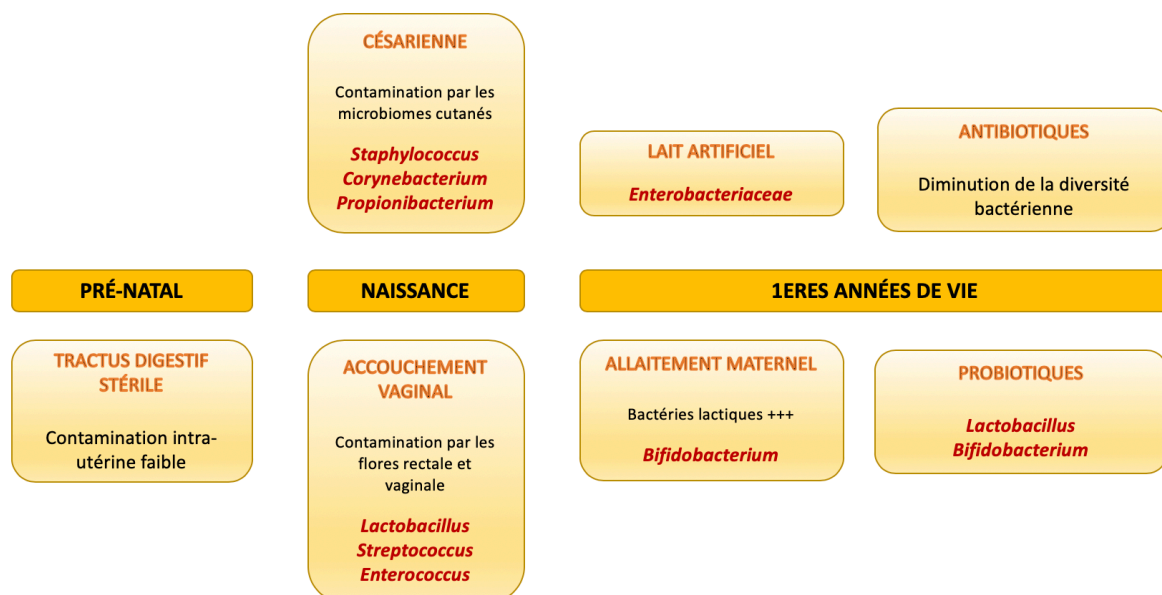 CÉSARIENNE
Contamination par les
microbiomes cutanés
Staphylococcus
Corynebacterium
Propionibacterium
LAIT ARTIFICIEL
Enterobacteriaceae
ANTIBIOTIQUES
Diminution de la diversité
bactérienne
PRÉ-NATAL
NAISSANCE
1ERES ANNÉES DE VIE
TRACTUS DIGESTIF
STÉRILE
Contamination intra-
utérine faible
ACCOUCHEMENT
VAGINAL
Contamination par les
flores rectale et
vaginale
Lactobacillus
Streptococcus
Enterococcus
ALLAITEMENT MATERNEL
Bactéries lactiques +++
Bifidobacterium
PROBIOTIQUES
Lactobacillus
Bifidobacterium